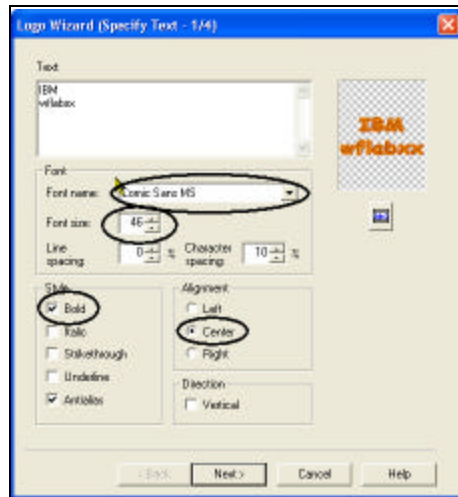 Logo Wizard (Specify Text - 1/4)
Text
IBM
wflabxx
IBM
wflabxx
Font
Font name: Comic Sans MS
Font size: 46
Line spacing: 0 % Character spacing: 10 %
Style
Bold
Italic
Strikethrough
Underline
Antialias
Alignment
Left
Center
Right
Direction
Vertical
< Back Next > Cancel Help